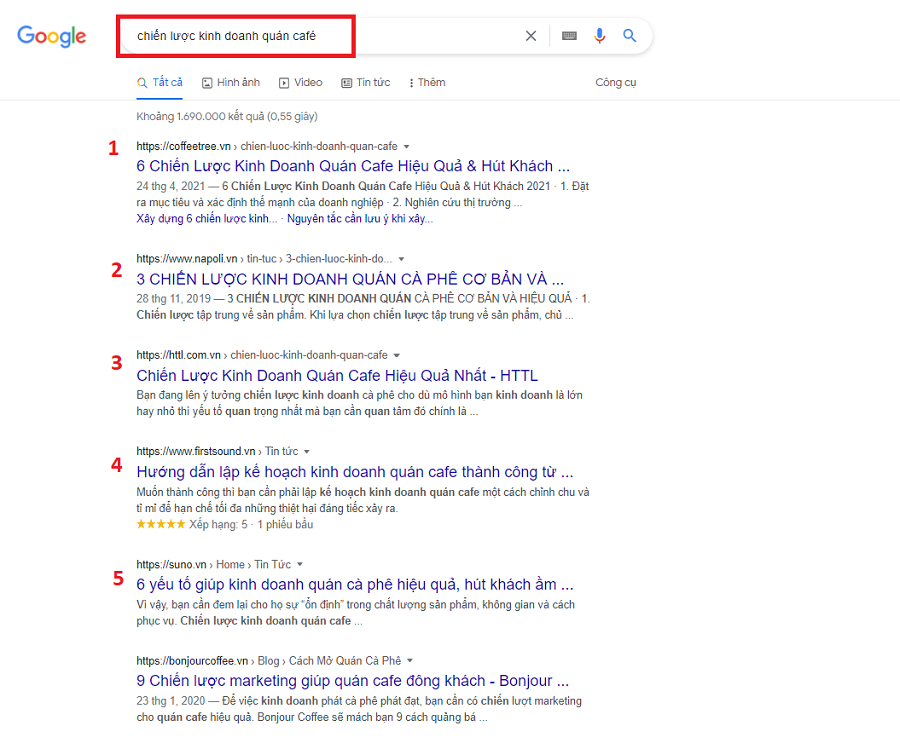 Google
chiến lược kinh doanh quán café
Tất cả Hình ảnh Video Tin tức Thêm Công cụ
Khoảng 1.690.000 kết quả (0,55 giây)
1
https://coffeetree.vn › chien-luoc-kinh-doanh-quan-cafe
6 Chiến Lược Kinh Doanh Quán Cafe Hiệu Quả & Hút Khách ...
24 thg 4, 2021 — 6 Chiến Lược Kinh Doanh Quán Cafe Hiệu Quả & Hút Khách 2021 · 1. Đặt
ra mục tiêu và xác định thế mạnh của doanh nghiệp · 2. Nghiên cứu thị trường ...
Xây dựng 6 chiến lược kinh... · Nguyên tắc cần lưu ý khi xây...
2
https://www.napoli.vn › tin-tuc › 3-chien-luoc-kinh-do...
3 CHIẾN LƯỢC KINH DOANH QUÁN CÀ PHÊ CƠ BẢN VÀ ...
28 thg 11, 2019 — 3 CHIẾN LƯỢC KINH DOANH QUÁN CÀ PHÊ CƠ BẢN VÀ HIỆU QUẢ · 1.
Chiến lược tập trung về sản phẩm. Khi lựa chọn chiến lược tập trung về sản phẩm, chủ ...
3
https://httl.com.vn › chien-luoc-kinh-doanh-quan-cafe
Chiến Lược Kinh Doanh Quán Cafe Hiệu Quả Nhất - HTTL
Bạn đang lên ý tưởng chiến lược kinh doanh cà phê cho dù mô hình bạn kinh doanh là lớn
hay nhỏ thì yếu tố quan trọng nhất mà bạn cần quan tâm đó chính là ...
4
https://www.firstsound.vn › Tin tức
Hướng dẫn lập kế hoạch kinh doanh quán cafe thành công từ ...
Muốn thành công thì bạn cần phải lập kế hoạch kinh doanh quán cafe một cách chỉnh chu và
tỉ mỉ để hạn chế tối đa những thiệt hại đáng tiếc xảy ra.
★★★★★ Xếp hạng: 5 · 1 phiếu bầu
5
https://suno.vn › Home › Tin Tức
6 yếu tố giúp kinh doanh quán cà phê hiệu quả, hút khách ầm ...
Vì vậy, bạn cần đem lại cho họ sự “ổn định” trong chất lượng sản phẩm, không gian và cách
phục vụ. Chiến lược kinh doanh quán cafe ...
https://bonjourcoffee.vn › Blog › Cách Mở Quán Cà Phê
9 Chiến lược marketing giúp quán cafe đông khách - Bonjour ...
23 thg 1, 2020 — Để việc kinh doanh phát cà phê phát đạt, bạn cần có chiến lượt marketing
cho quán cafe hiệu quả. Bonjour Coffee sẽ mách bạn 9 cách quảng bá ...